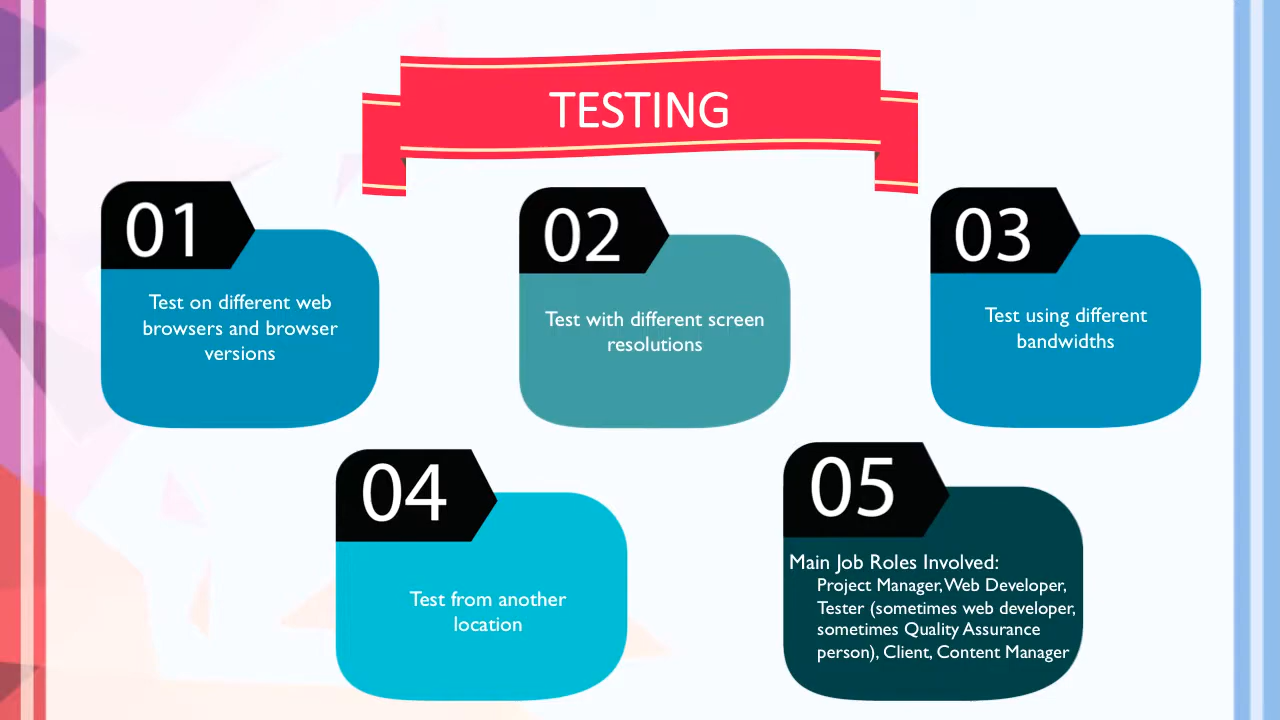 TESTING
01
Test on different web
browsers and browser
versions
02
Test with different screen
resolutions
03
Test using different
bandwidths
04
Test from another
location
05
Main Job Roles Involved:
Project Manager, Web Developer,
Tester (sometimes web developer,
sometimes Quality Assurance
person), Client, Content Manager